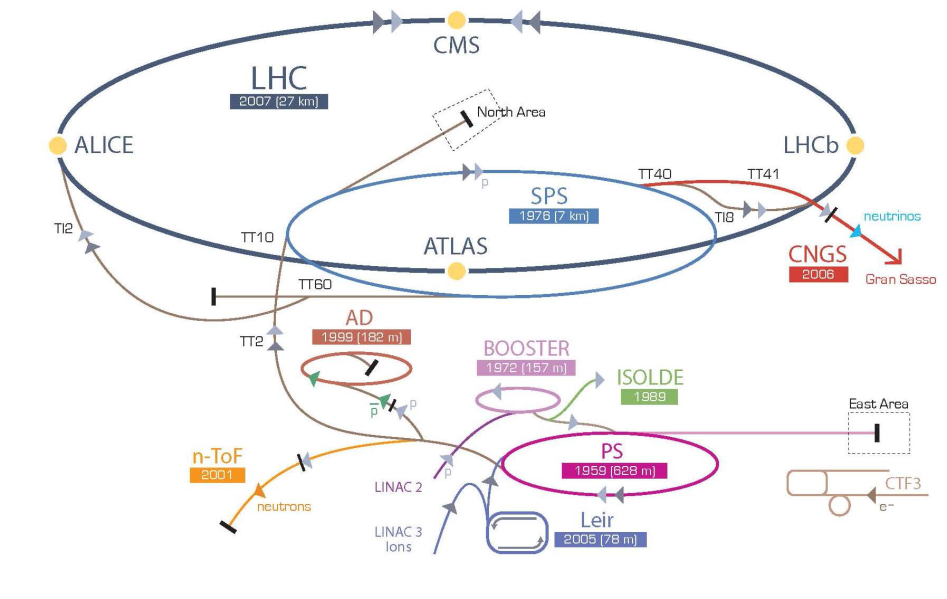 CMS
LHC
2007 (27 km)
North Area
ALICE
LHCb
p
TT40
TT41
SPS
1976 (7 km)
TI8
neutrinos
TI2
TT10
ATLAS
CNGS
2006
Gran Sasso
TT60
AD
1999 (182 m)
TT2
BOOSTER
1972 (157 m)
ISOLDE
1989
p̅
p
East Area
n-ToF
2001
PS
1959 (628 m)
p
LINAC 2
neutrons
CTF3
e-
LINAC 3
Ions
Leir
2005 (78 m)